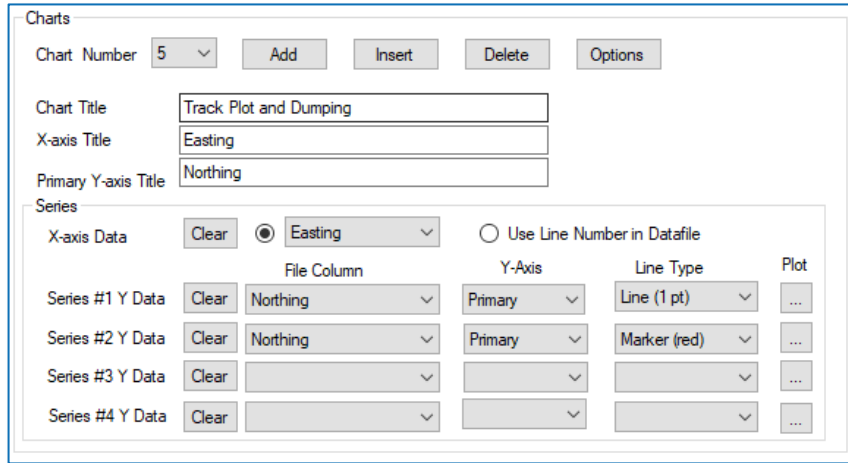 Charts
Chart Number 5 Add Insert Delete Options
Chart Title Track Plot and Dumping
X-axis Title Easting
Primary Y-axis Title Northing
Series
X-axis Data Clear Easting Use Line Number in Datafile
File Column Y-Axis Line Type Plot
Series #1 Y Data Clear Northing Primary Line (1 pt) ...
Series #2 Y Data Clear Northing Primary Marker (red) ...
Series #3 Y Data Clear ...
Series #4 Y Data Clear ...